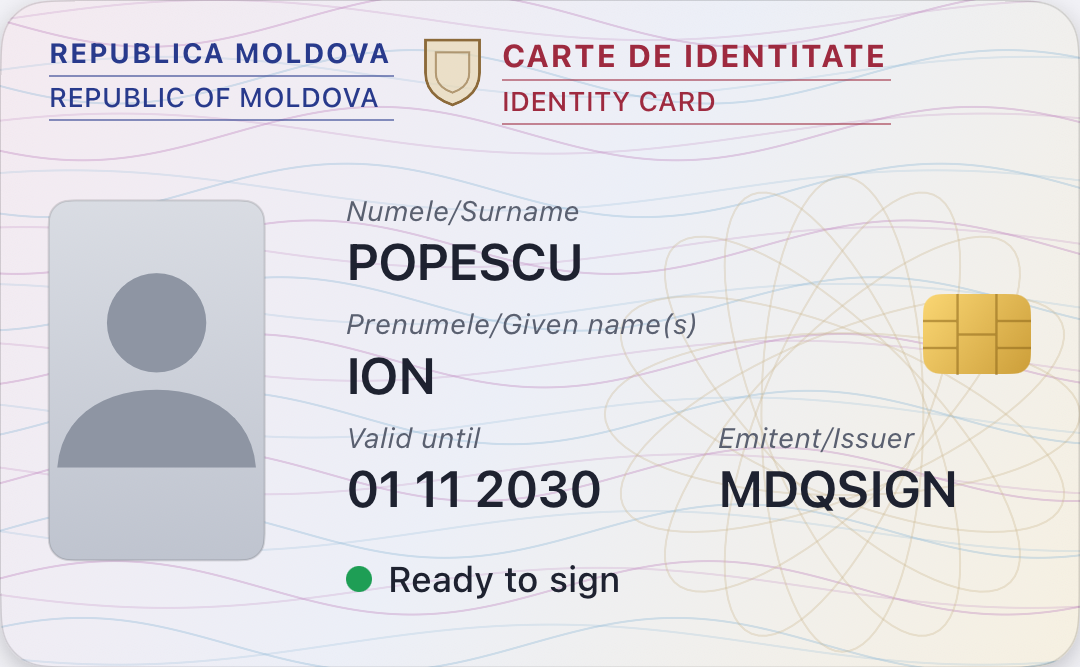 REPUBLICA MOLDOVA
REPUBLIC OF MOLDOVA
CARTE DE IDENTITATE
IDENTITY CARD
Numele/Surname
POPESCU
Prenumele/Given name(s)
ION
Valid until
01 11 2030
Emitent/Issuer
MDQSIGN
Ready to sign